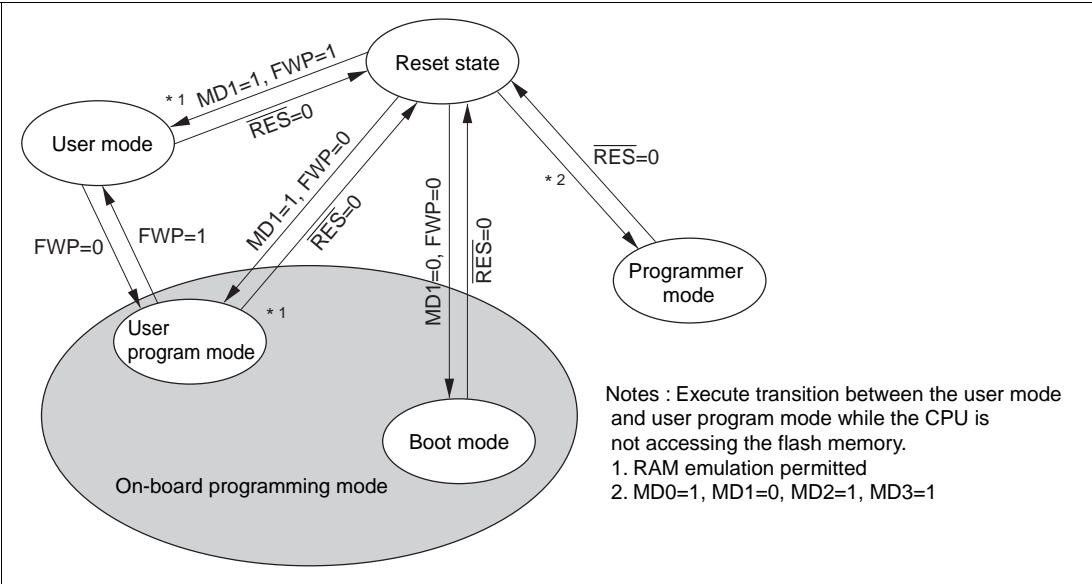 Reset state
* 1 MD1=1, FWP=1
RES=0
User mode
MD1=1, FWP=0
RES=0
MD1=0, FWP=0
RES=0
* 2
RES=0
FWP=0
FWP=1
Programmer
mode
User
program mode
* 1
Boot mode
On-board programming mode
Notes : Execute transition between the user mode
and user program mode while the CPU is
not accessing the flash memory.
1. RAM emulation permitted
2. MD0=1, MD1=0, MD2=1, MD3=1